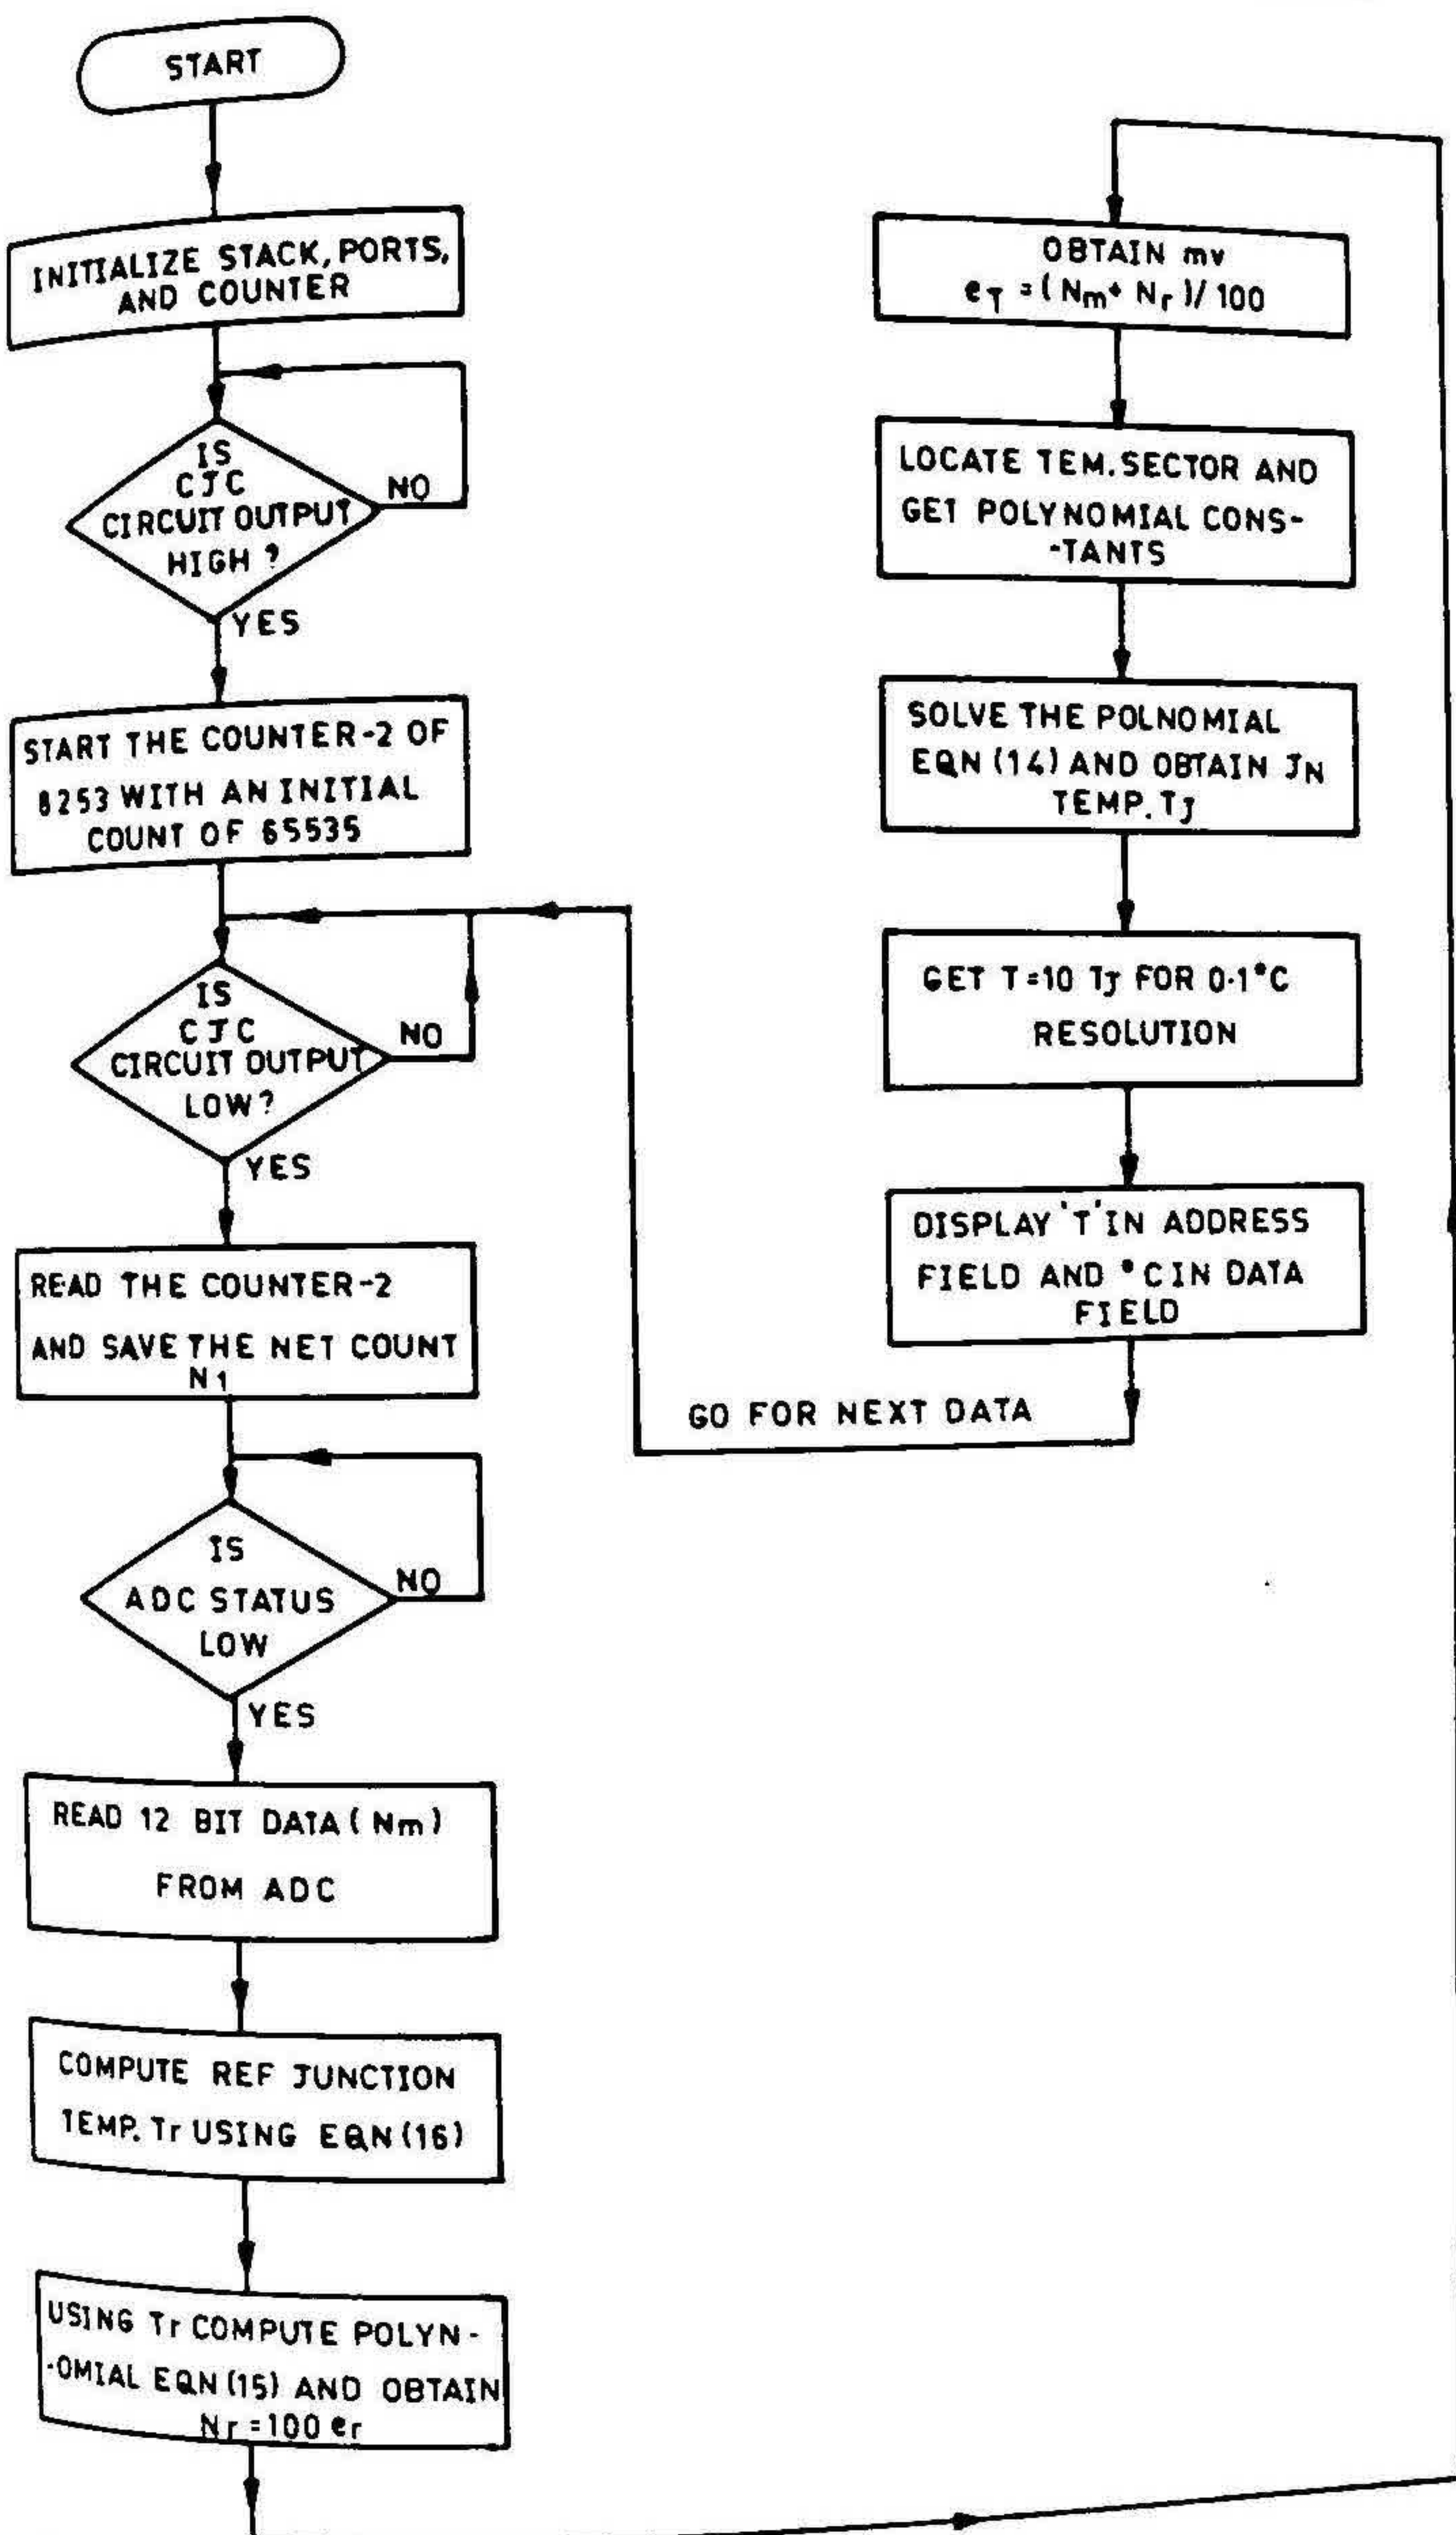 START
INITIALIZE STACK, PORTS,
AND COUNTER
IS
CJC
CIRCUIT OUTPUT
HIGH ?
NO
YES
START THE COUNTER-2 OF
8253 WITH AN INITIAL
COUNT OF 65535
IS
CJC
CIRCUIT OUTPUT
LOW?
NO
YES
READ THE COUNTER-2
AND SAVE THE NET COUNT
N1
IS
ADC STATUS
LOW
NO
YES
READ 12 BIT DATA ( Nm )
FROM ADC
COMPUTE REF JUNCTION
TEMP. Tr USING EQN (16)
USING Tr COMPUTE POLYN-
-OMIAL EQN (15) AND OBTAIN
Nr = 100 er
OBTAIN mv
eT = ( Nm+ Nr )/ 100
LOCATE TEM. SECTOR AND
GET POLYNOMIAL CONS-
-TANTS
SOLVE THE POLNOMIAL
EQN (14) AND OBTAIN JN
TEMP. TJ
GET T=10 TJ FOR 0.1°C
RESOLUTION
DISPLAY 'T' IN ADDRESS
FIELD AND °C IN DATA
FIELD
GO FOR NEXT DATA